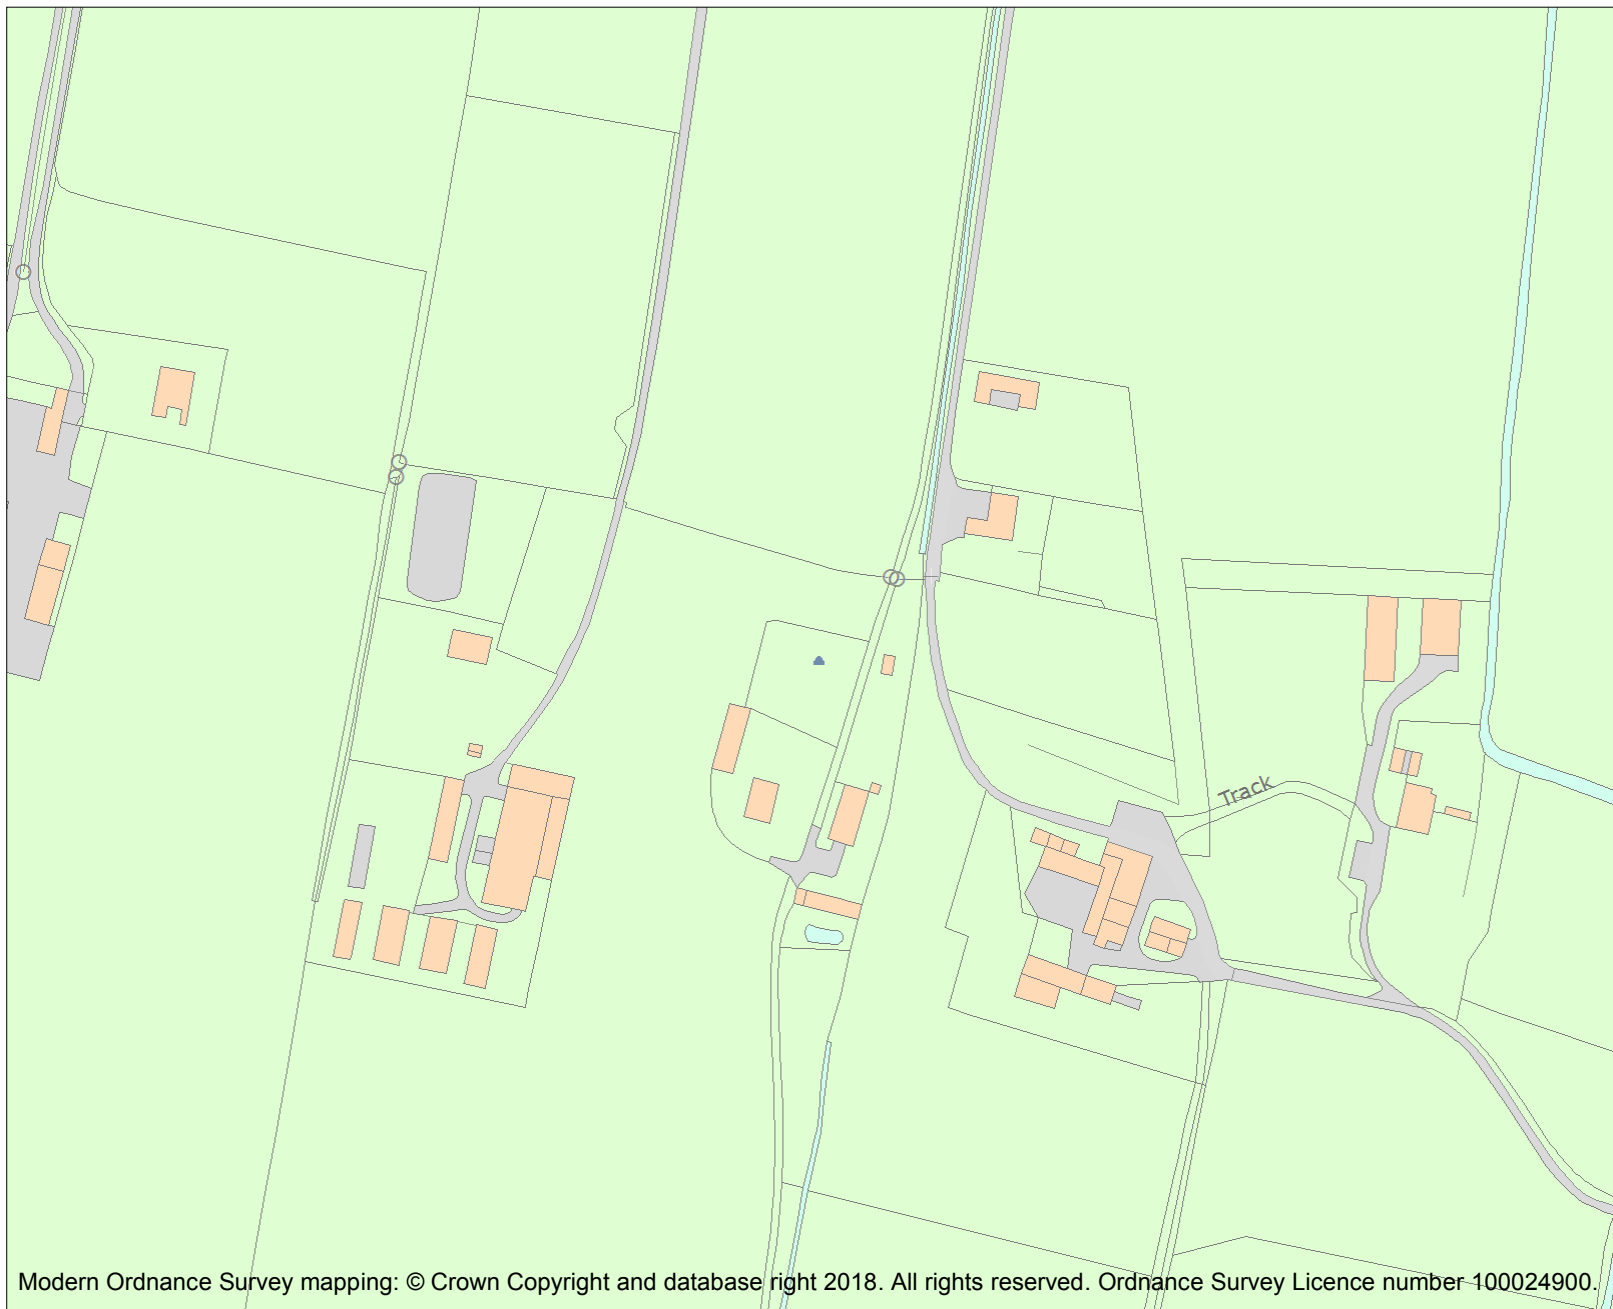 Track
Modern Ordnance Survey mapping: © Crown Copyright and database right 2018. All rights reserved. Ordnance Survey Licence number 100024900.